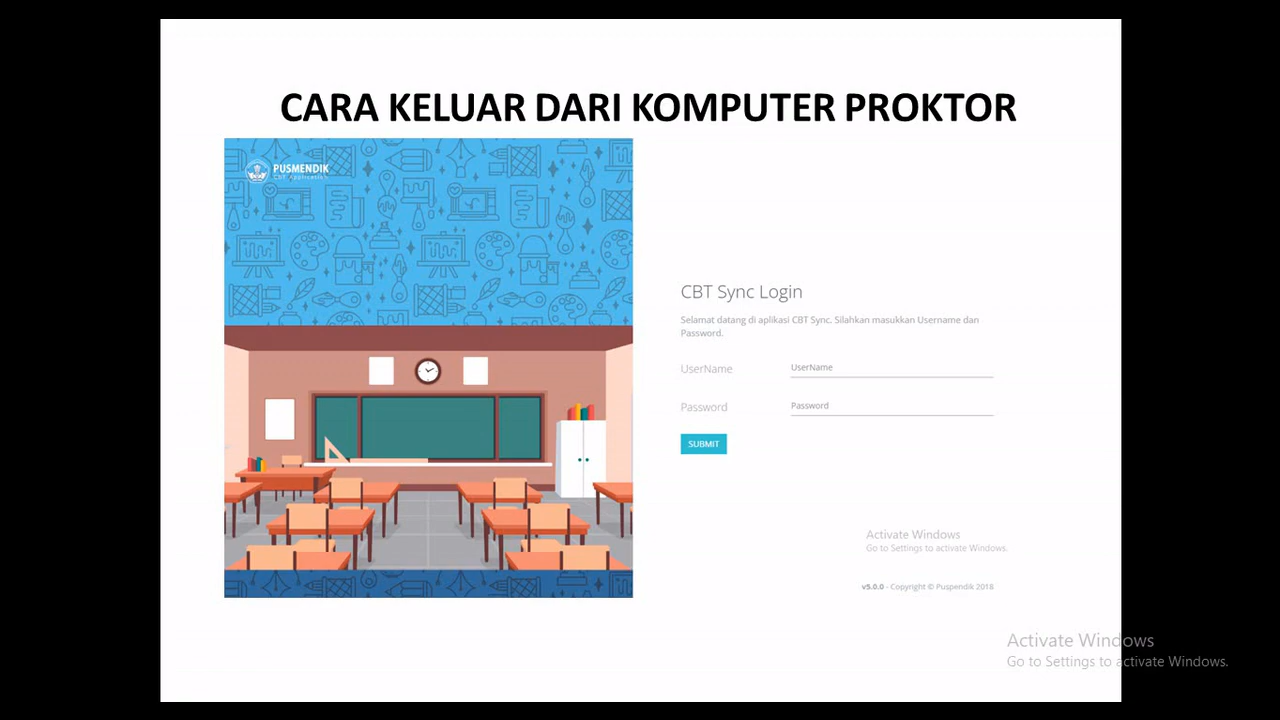 CARA KELUAR DARI KOMPUTER PROKTOR
PUSMENDIK
CBT Application
CBT Sync Login
Selamat datang di aplikasi CBT Sync. Silahkan masukkan Username dan
Password.
UserName UserName
Password Password
SUBMIT
Activate Windows
Go to Settings to activate Windows.
v5.0.0 - Copyright © Puspendik 2018
Activate Windows
Go to Settings to activate Windows.